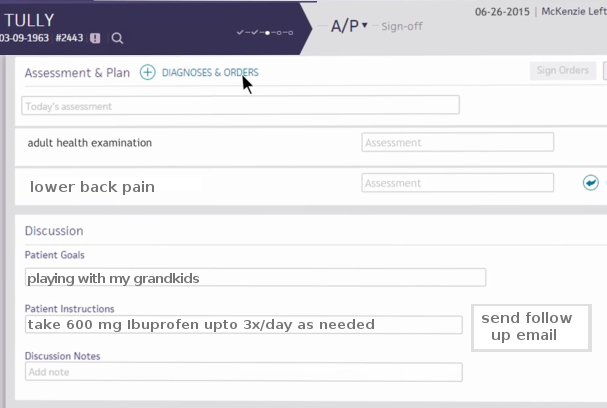 TULLY
03-09-1963 | #2443
A/P
Sign-off
06-26-2015 | McKenzie Left
Assessment & Plan
DIAGNOSES & ORDERS
Sign Orders
Today's assessment
adult health examination
Assessment
lower back pain
Assessment
Discussion
Patient Goals
playing with my grandkids
Patient Instructions
take 600 mg Ibuprofen upto 3x/day as needed
send follow
up email
Discussion Notes
Add note